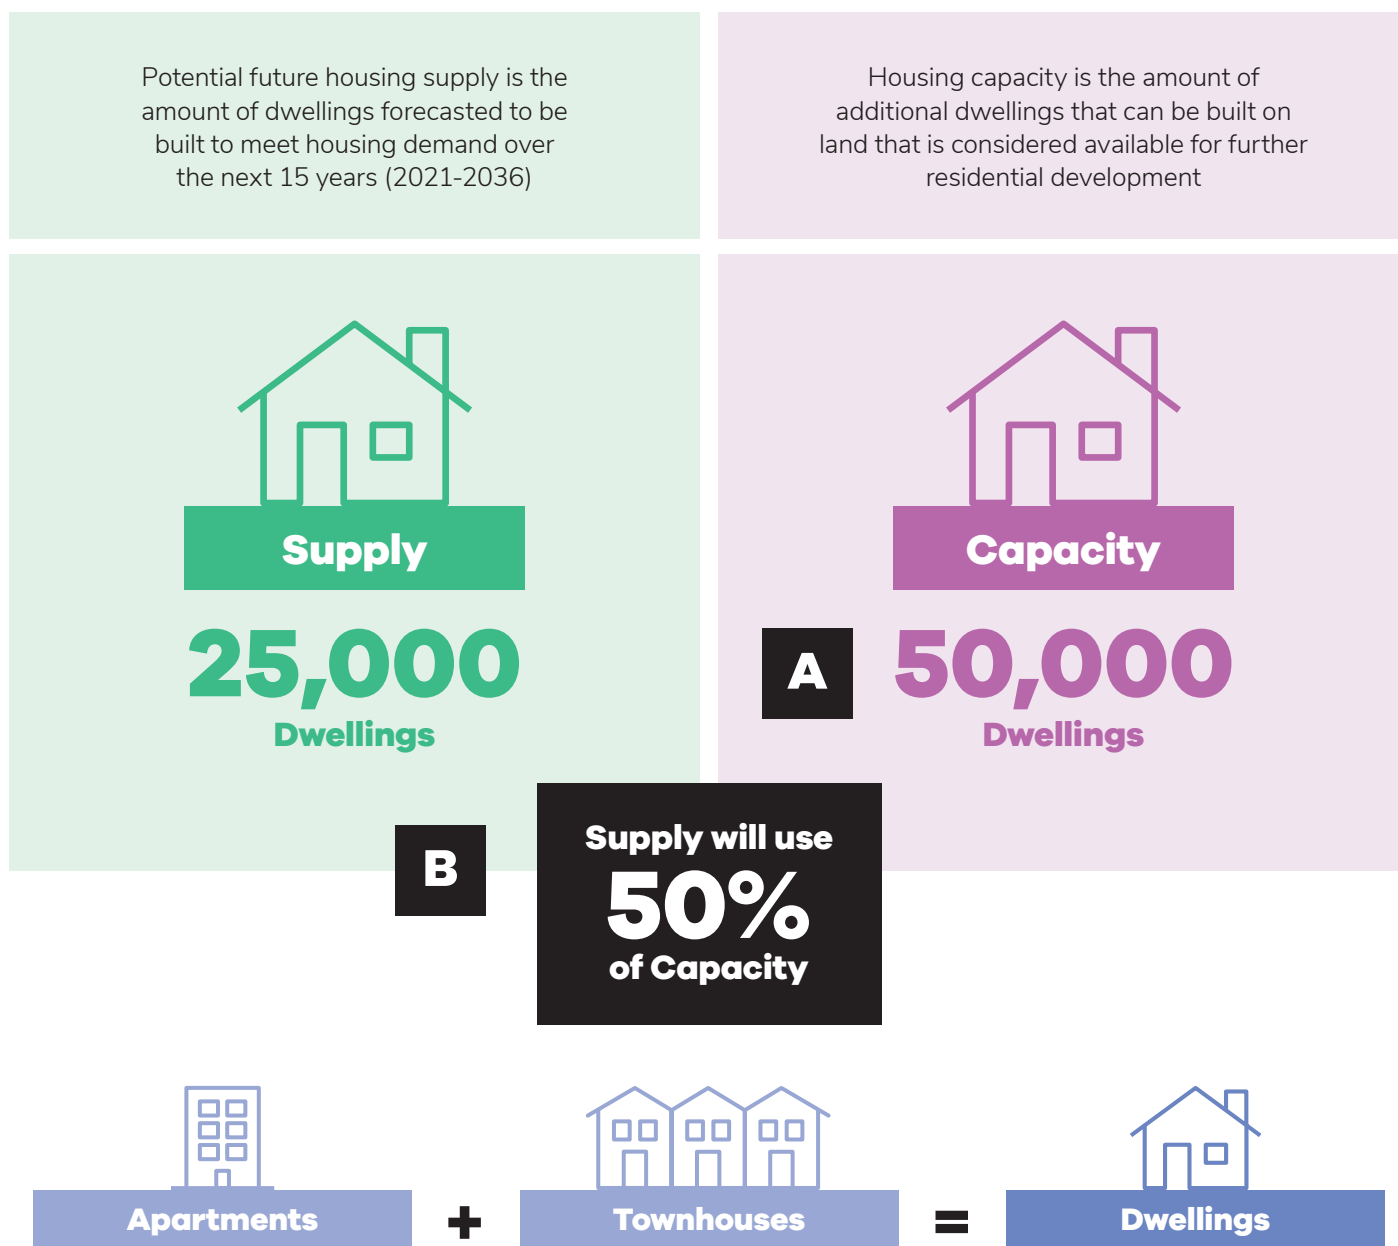 Potential future housing supply is the
amount of dwellings forecasted to be
built to meet housing demand over
the next 15 years (2021-2036)
Housing capacity is the amount of
additional dwellings that can be built on
land that is considered available for further
residential development
Supply
25,000
Dwellings
Capacity
A
50,000
Dwellings
B
Supply will use
50%
of Capacity
Apartments
+
Townhouses
=
Dwellings